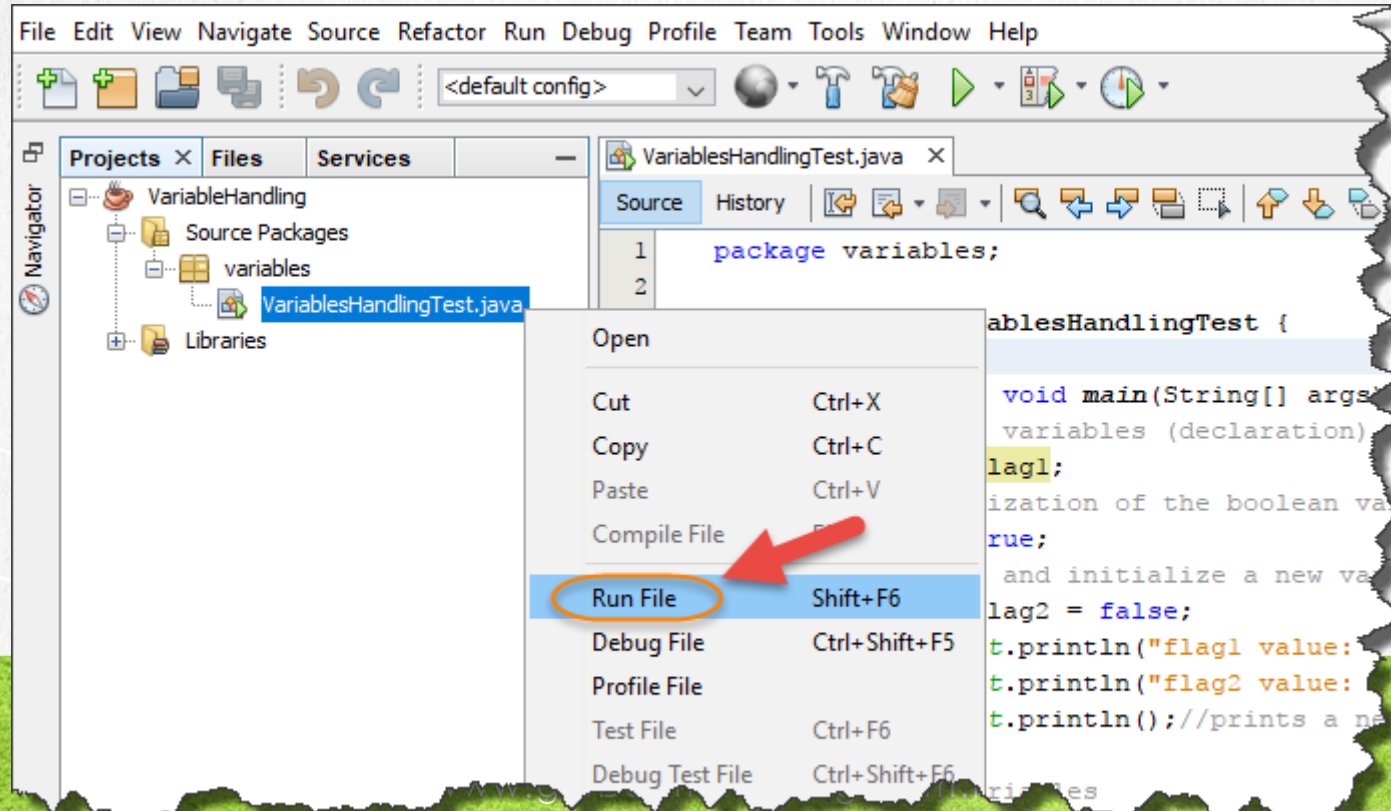 File Edit View Navigate Source Refactor Run Debug Profile Team Tools Window Help
<default config>
Projects Files Services
Navigator
VariableHandling
Source Packages
variables
VariablesHandlingTest.java
Libraries
VariablesHandlingTest.java
Source History
1 package variables;
2
ablesHandlingTest {
void main(String[] args
variables (declaration)
lag1;
ization of the boolean va
rue;
and initialize a new va
lag2 = false;
t.println("flag1 value:
t.println("flag2 value:
t.println();//prints a ne
Open
Cut Ctrl+X
Copy Ctrl+C
Paste Ctrl+V
Compile File
Run File Shift+F6
Debug File Ctrl+Shift+F5
Profile File
Test File Ctrl+F6
Debug Test File Ctrl+Shift+F6